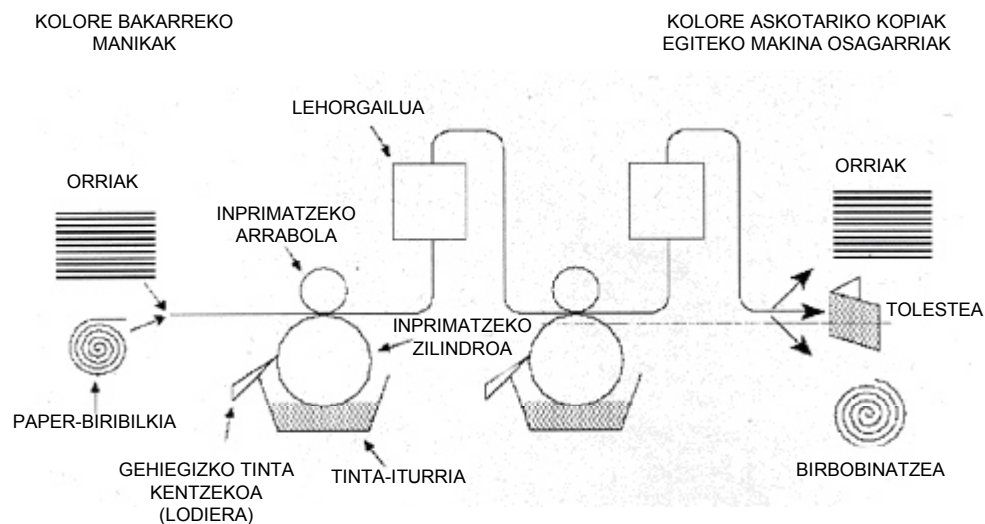 KOLORE BAKARREKO
MANIKAK
KOLORE ASKOTARIKO KOPIAK
EGITEKO MAKINA OSAGARRIAK
LEHORGAILUA
ORRIAK
ORRIAK
INPRIMATZEKO
ARRABOLA
TOLESTEA
INPRIMATZEKO
ZILINDROA
PAPER-BIRIBILKIA
GEHIEGIZKO TINTA
KENTZEKOA
(LODIERA)
TINTA-ITURRIA
BIRBOBINATZEA